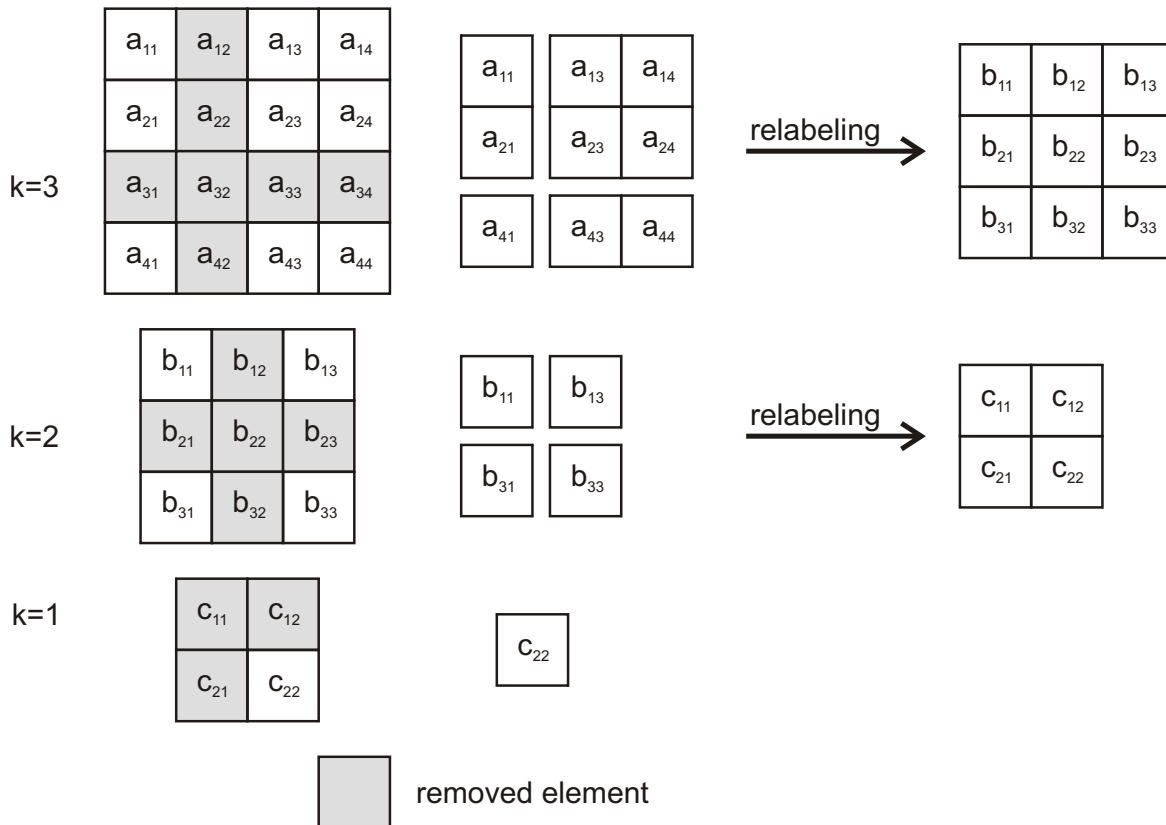 a11 a12 a13 a14
a21 a22 a23 a24
a31 a32 a33 a34
a41 a42 a43 a44
k=3
a11 a13 a14
a21 a23 a24
a41 a43 a44
relabeling
b11 b12 b13
b21 b22 b23
b31 b32 b33
k=2
b11 b12 b13
b21 b22 b23
b31 b32 b33
b11 b13
b31 b33
relabeling
c11 c12
c21 c22
k=1
c11 c12
c21 c22
c22
removed element